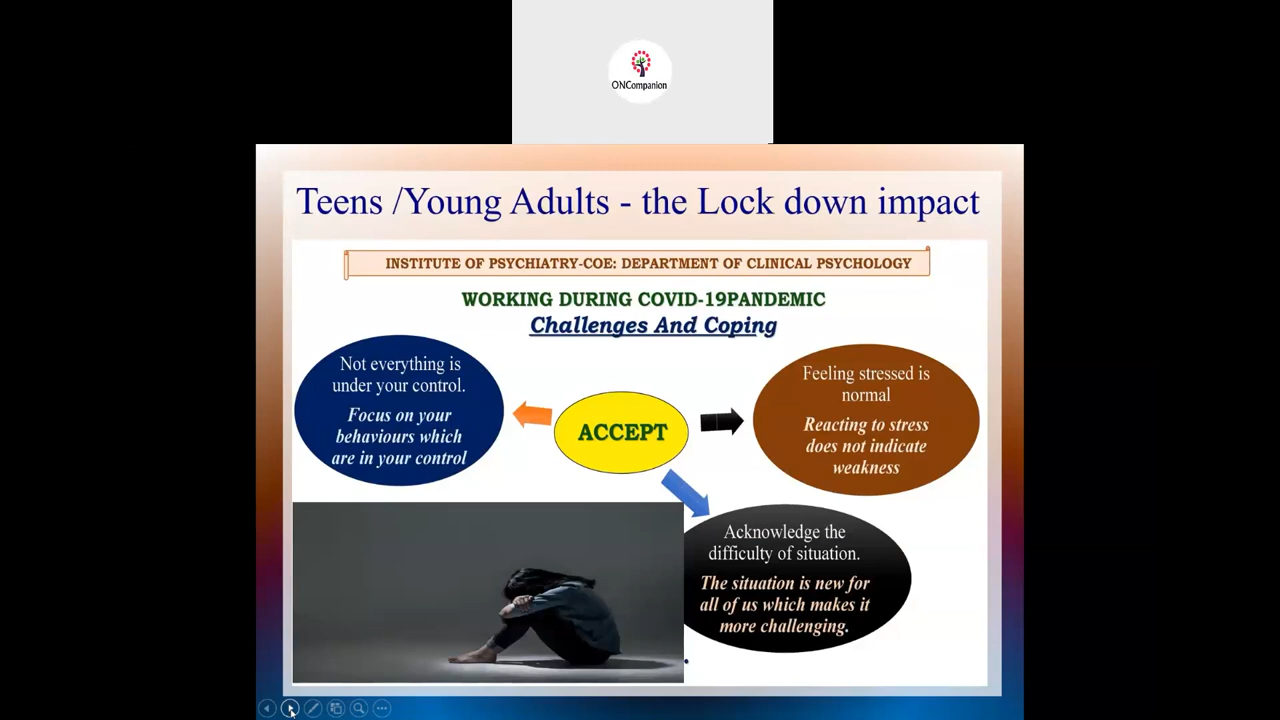 ONCompanion
Teens /Young Adults - the Lock down impact
INSTITUTE OF PSYCHIATRY-COE: DEPARTMENT OF CLINICAL PSYCHOLOGY
WORKING DURING COVID-19PANDEMIC
Challenges And Coping
Not everything is
under your control.
Focus on your
behaviours which
are in your control
ACCEPT
Feeling stressed is
normal
Reacting to stress
does not indicate
weakness
Acknowledge the
difficulty of situation.
The situation is new for
all of us which makes it
more challenging.